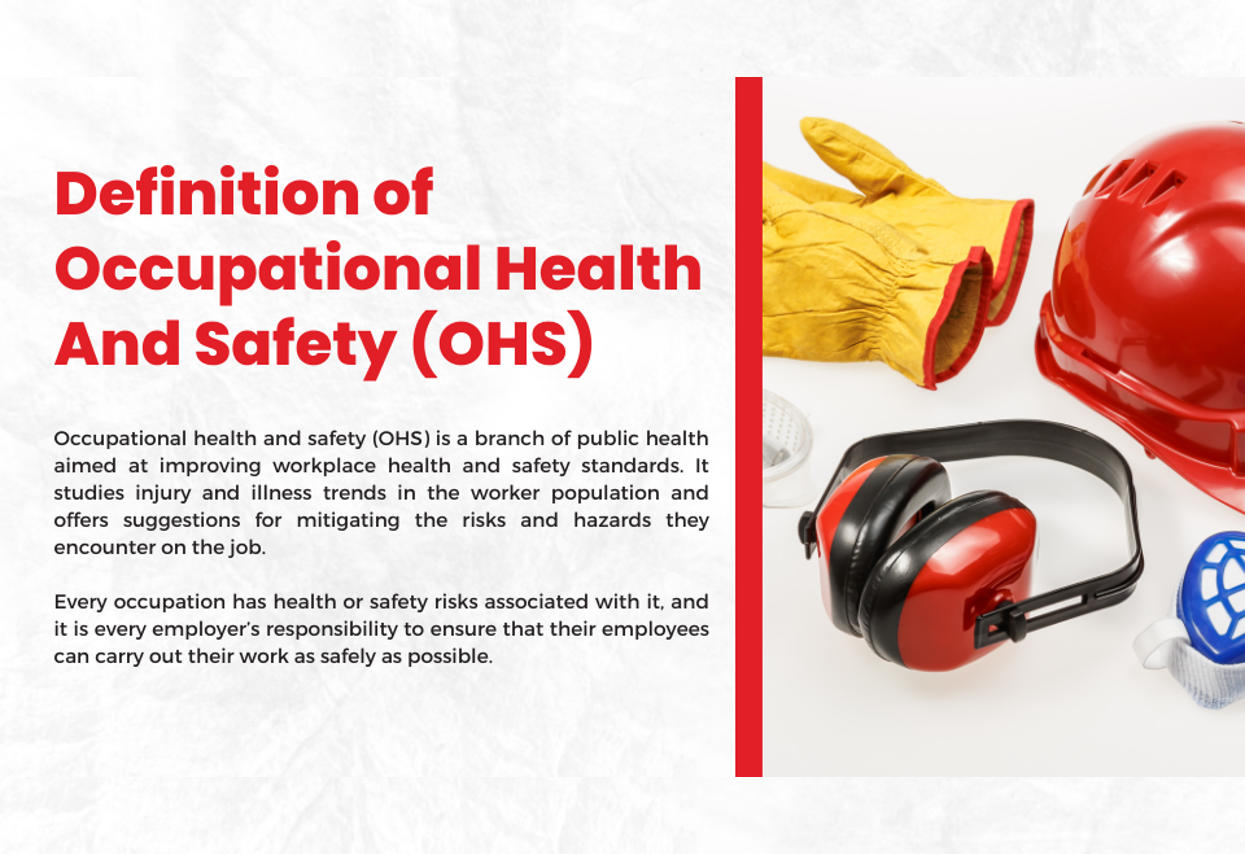 Definition of
Occupational Health
And Safety (OHS)
Occupational health and safety (OHS) is a branch of public health
aimed at improving workplace health and safety standards. It
studies injury and illness trends in the worker population and
offers suggestions for mitigating the risks and hazards they
encounter on the job.
Every occupation has health or safety risks associated with it, and
it is every employer’s responsibility to ensure that their employees
can carry out their work as safely as possible.